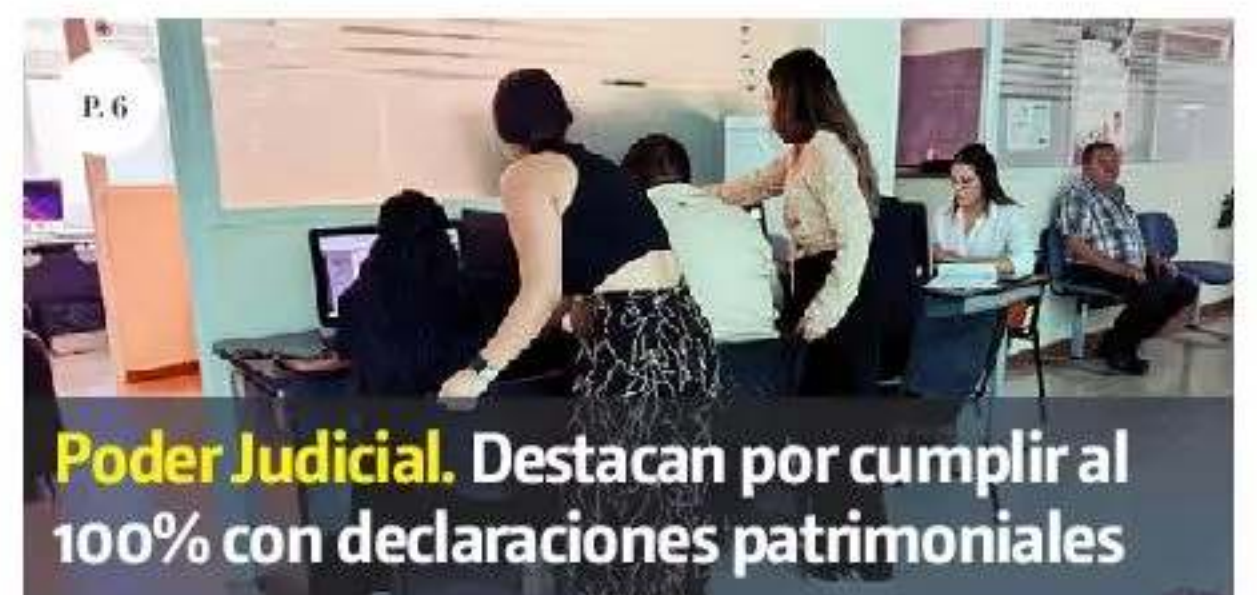 P. 6
Poder Judicial. Destacan por cumplir al
100% con declaraciones patrimoniales